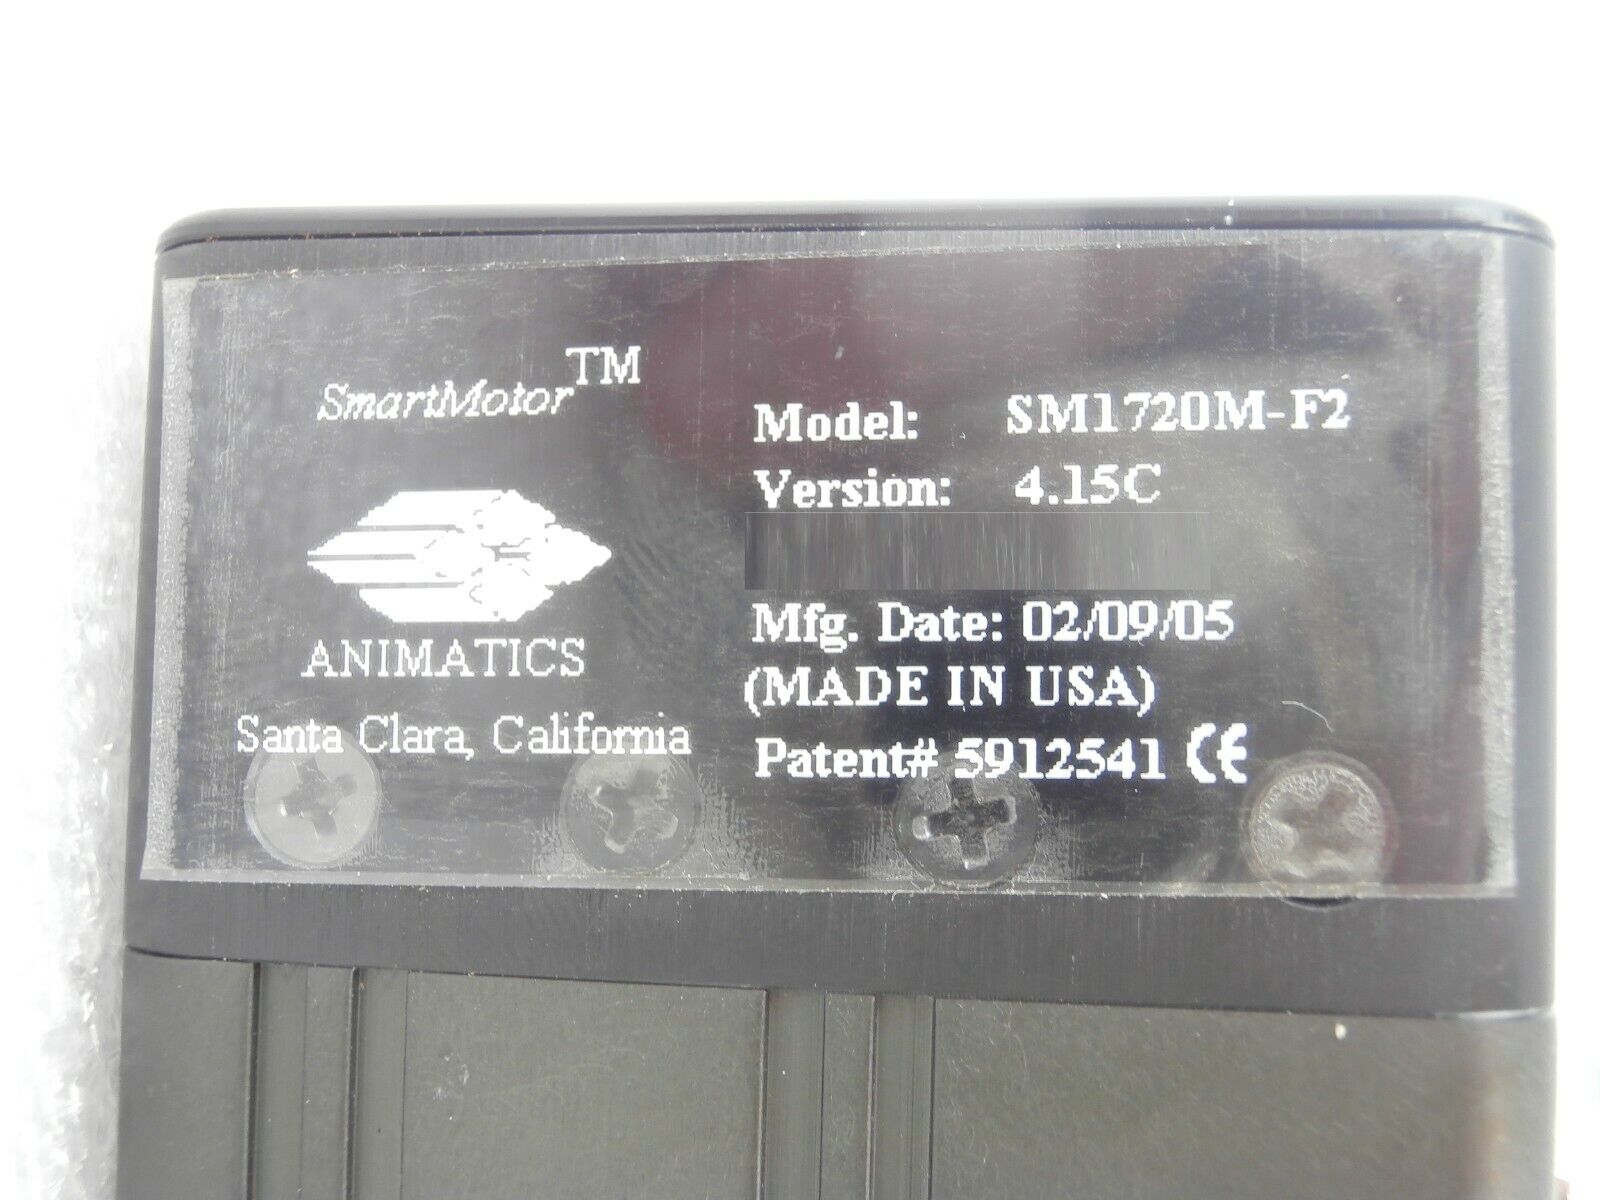 SmartMotor™
ANIMATICS
Santa Clara, California
Model: SM1720M-F2
Version: 4.15C
Mfg. Date: 02/09/05
(MADE IN USA)
Patent# 5912541 CE